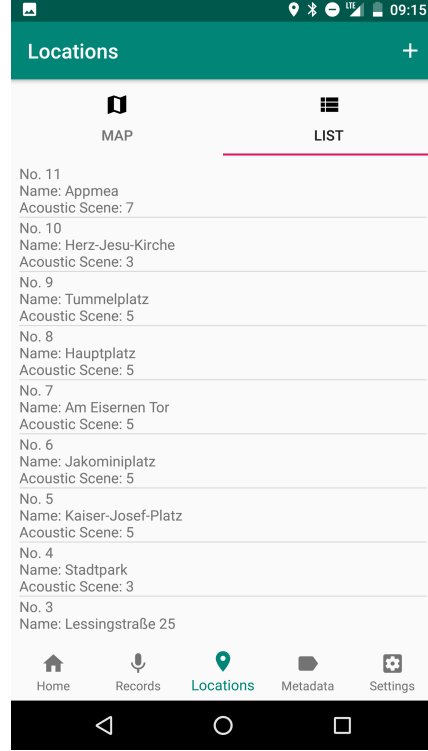 LTE 09:15
Locations +
MAP LIST
No. 11
Name: Appmea
Acoustic Scene: 7
No. 10
Name: Herz-Jesu-Kirche
Acoustic Scene: 3
No. 9
Name: Tummelplatz
Acoustic Scene: 5
No. 8
Name: Hauptplatz
Acoustic Scene: 5
No. 7
Name: Am Eisernen Tor
Acoustic Scene: 5
No. 6
Name: Jakominiplatz
Acoustic Scene: 5
No. 5
Name: Kaiser-Josef-Platz
Acoustic Scene: 5
No. 4
Name: Stadtpark
Acoustic Scene: 3
No. 3
Name: Lessingstraße 25
Home Records Locations Metadata Settings